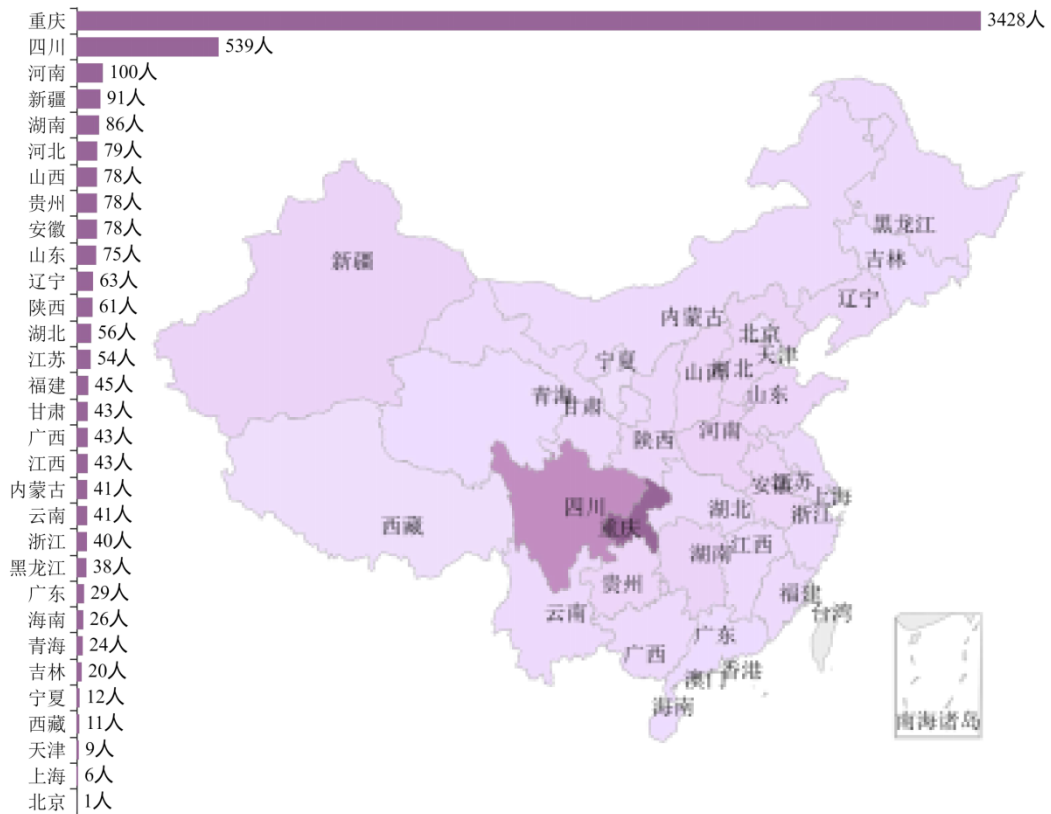 重庆 3428人
四川 539人
河南 100人
新疆 91人
湖南 86人
河北 79人
山西 78人
贵州 78人
安徽 78人
山东 75人
辽宁 63人
陕西 61人
湖北 56人
江苏 54人
福建 45人
甘肃 43人
广西 43人
江西 43人
内蒙古 41人
云南 41人
浙江 40人
黑龙江 38人
广东 29人
海南 26人
青海 24人
吉林 20人
宁夏 12人
西藏 11人
天津 9人
上海 6人
北京 1人
黑龙江
吉林
新疆
辽宁
内蒙古
北京
天津
宁夏
山西
河北
青海
甘肃
山东
河南
陕西
安徽
江苏
上海
四川
湖北
浙江
重庆
西藏
湖南
江西
贵州
福建
云南
台湾
广东
广西
香港
澳门
海南
南海诸岛